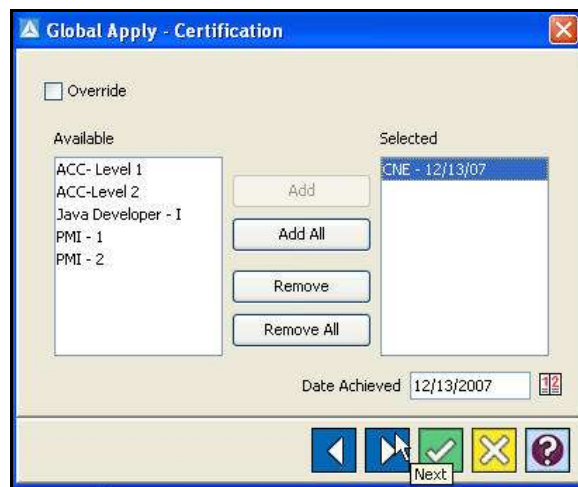 Global Apply - Certification
Override
Available
Selected
ACC- Level 1
ACC-Level 2
Java Developer - I
PMI - 1
PMI - 2
CNE - 12/13/07
Add
Add All
Remove
Remove All
Date Achieved 12/13/2007
12
?
Next